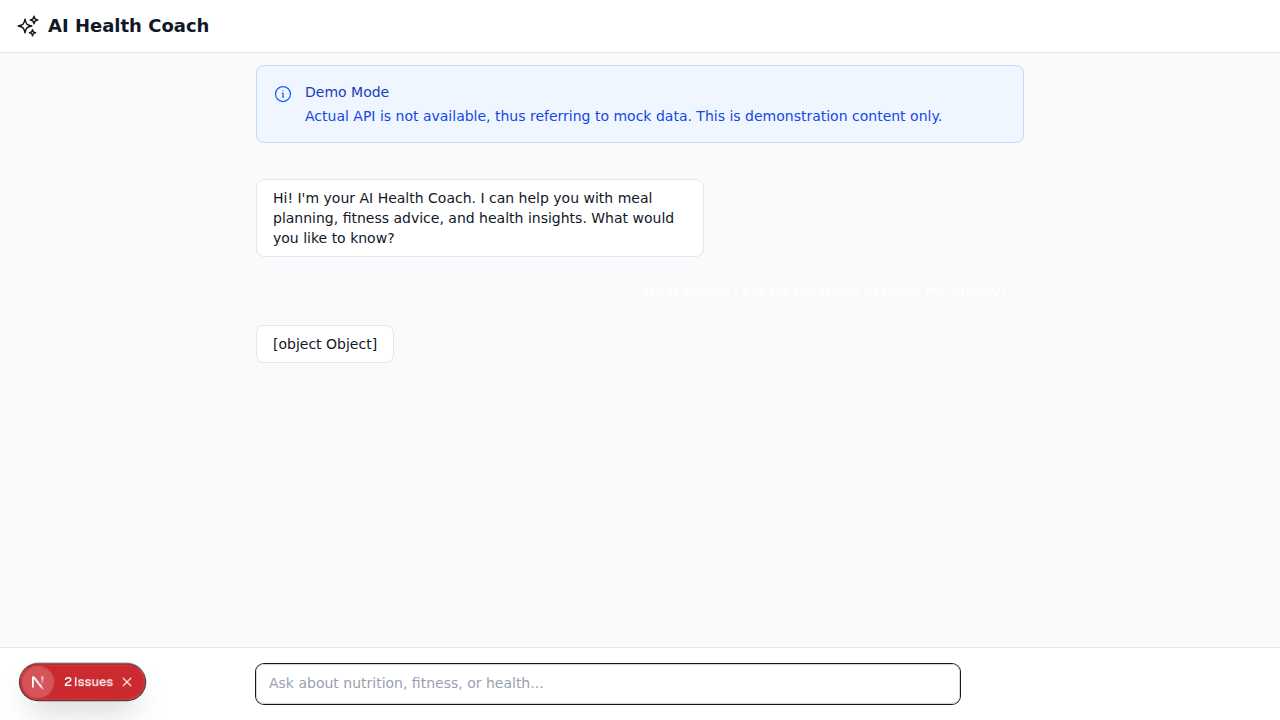 AI Health Coach
Demo Mode
Actual API is not available, thus referring to mock data. This is demonstration content only.
Hi! I'm your AI Health Coach. I can help you with meal
planning, fitness advice, and health insights. What would
you like to know?
[object Object]
2 Issues
Ask about nutrition, fitness, or health...